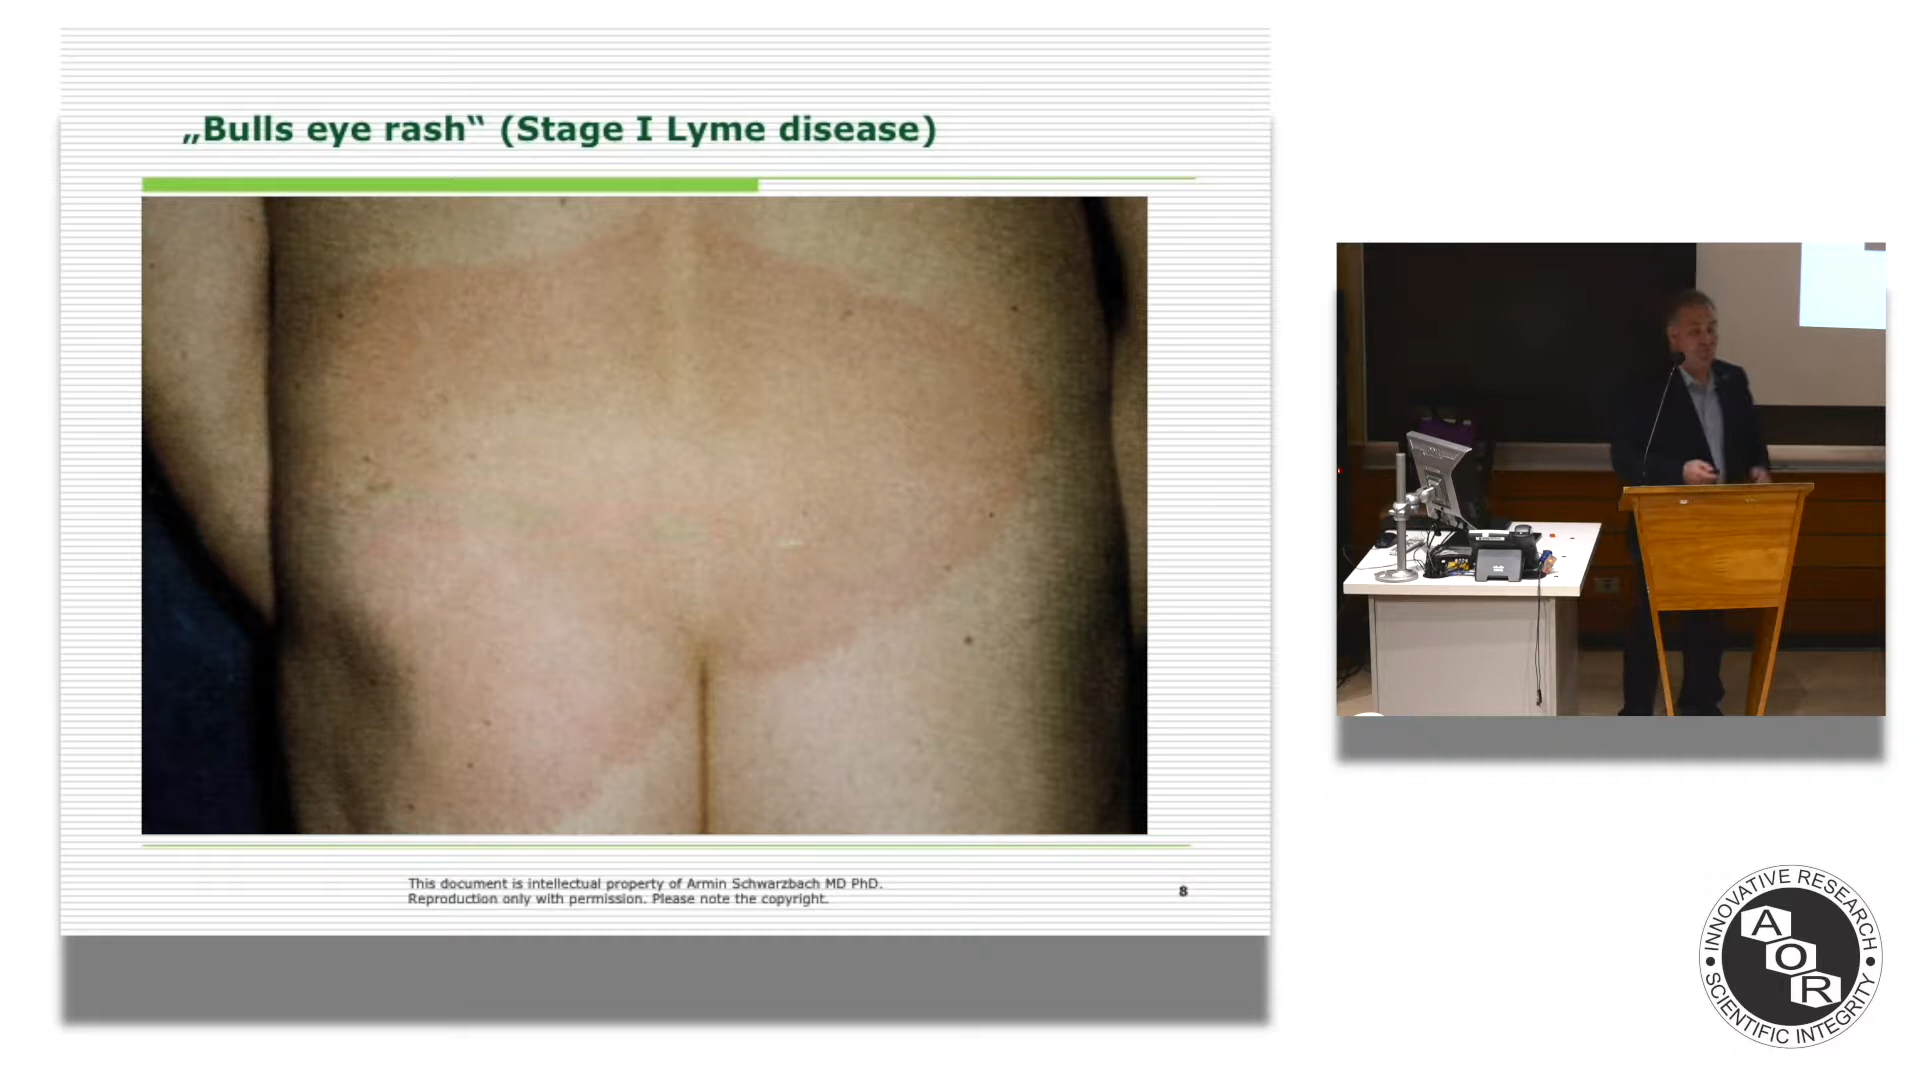 „Bulls eye rash“ (Stage I Lyme disease)
This document is intellectual property of Armin Schwarzbach MD PhD.
Reproduction only with permission. Please note the copyright.
8
INNOVATIVE RESEARCH
AOR
SCIENTIFIC INTEGRITY